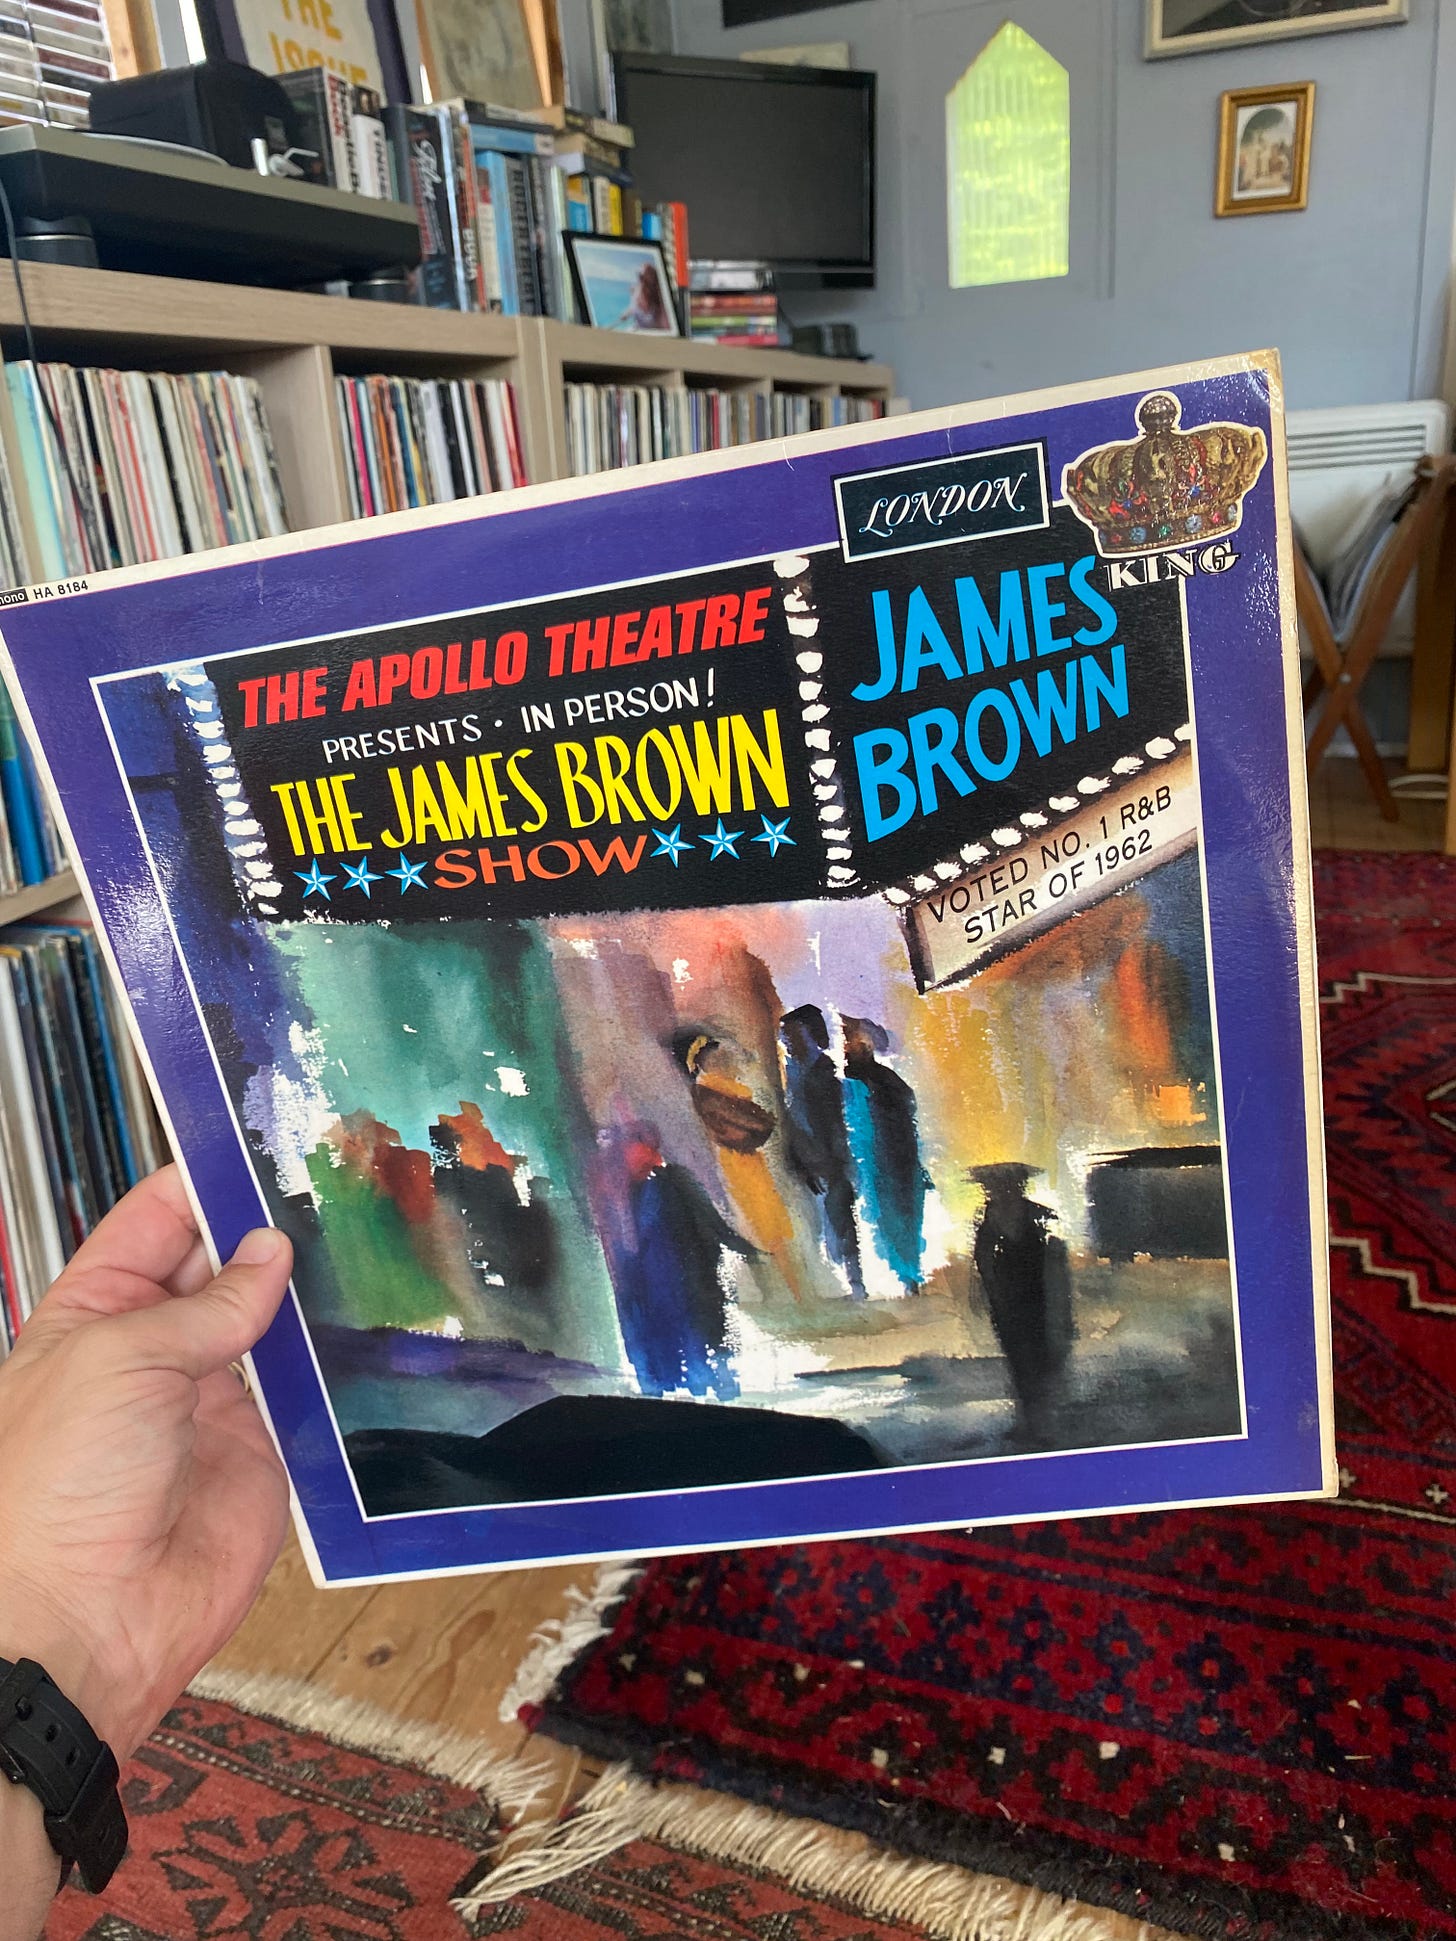 THE
mono HA 8184
LONDON
KING
THE APOLLO THEATRE
PRESENTS · IN PERSON!
THE JAMES BROWN
SHOW
JAMES
BROWN
VOTED NO. 1 R&B
STAR OF 1962